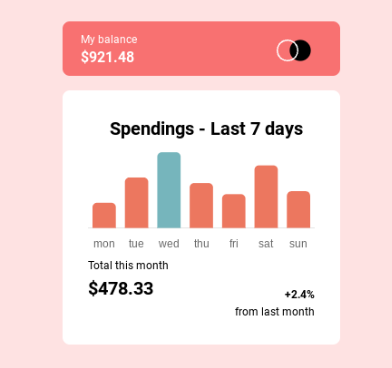 My balance
$921.48
Spendings - Last 7 days
mon tue wed thu fri sat sun
Total this month
$478.33
+2.4%
from last month